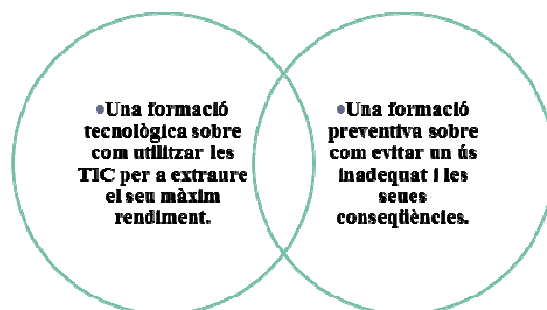 •Una formació
tecnològica sobre
com utilitzar les
TIC per a extraure
el seu màxim
rendiment.
•Una formació
preventiva sobre
com evitar un ús
inadequat i les
seues
conseqüències.